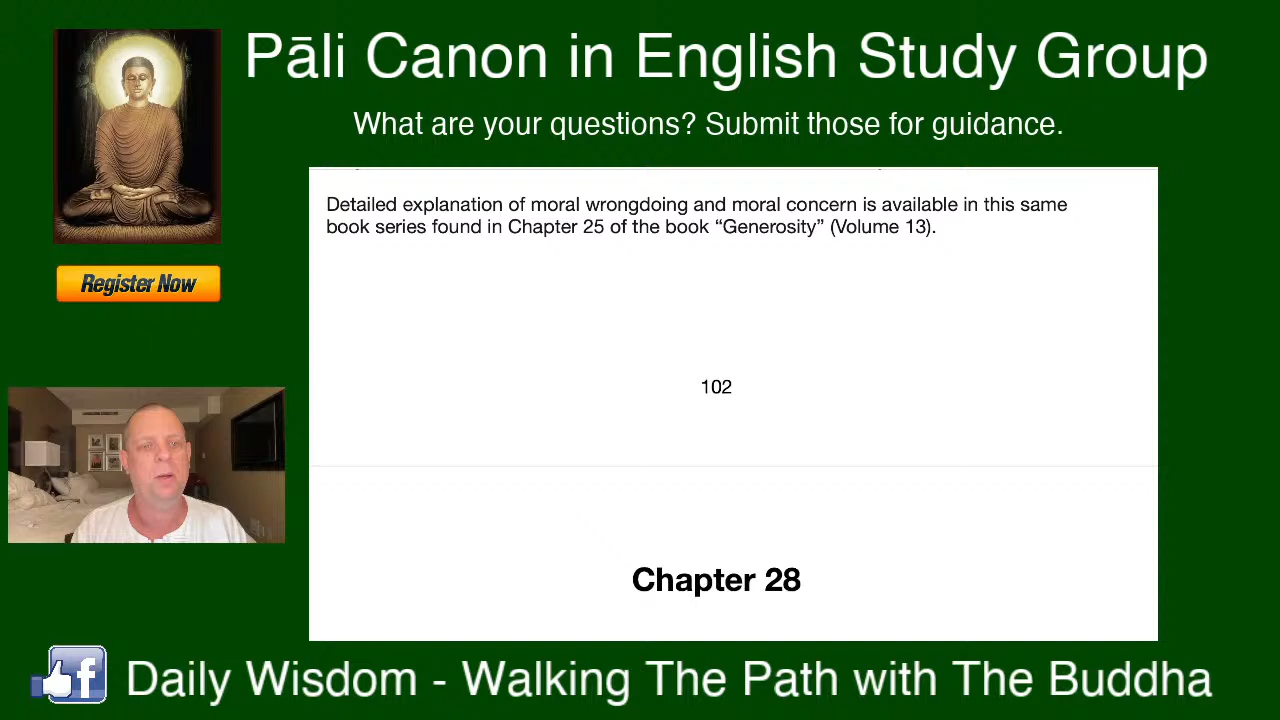 Pāli Canon in English Study Group
What are your questions? Submit those for guidance.
Register Now
Detailed explanation of moral wrongdoing and moral concern is available in this same
book series found in Chapter 25 of the book “Generosity” (Volume 13).
102
Chapter 28
f
Daily Wisdom - Walking The Path with The Buddha